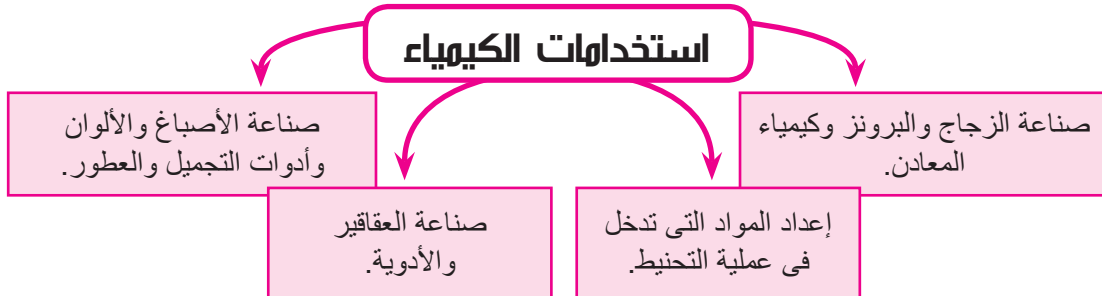 استخدامات الكيمياء
صناعة الزجاج والبرونز وكيمياء
المعادن.
إعداد المواد التى تدخل
فى عملية التحنيط.
صناعة العقاقير
والأدوية.
صناعة الأصباغ والألوان
وأدوات التجميل والعطور.